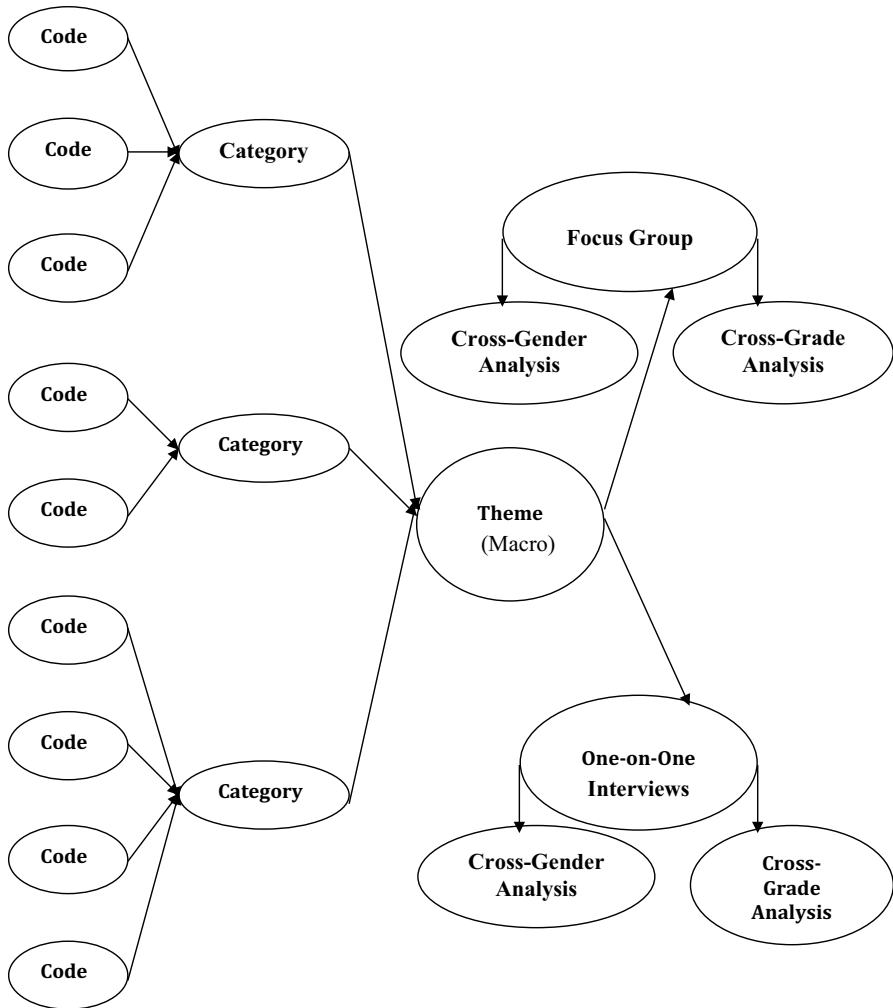 Code
Code
Code
Category
Code
Code
Category
Code
Code
Code
Code
Category
Theme
(Macro)
Focus Group
Cross-Gender
Analysis
Cross-Grade
Analysis
One-on-One
Interviews
Cross-Gender
Analysis
Cross-
Grade
Analysis